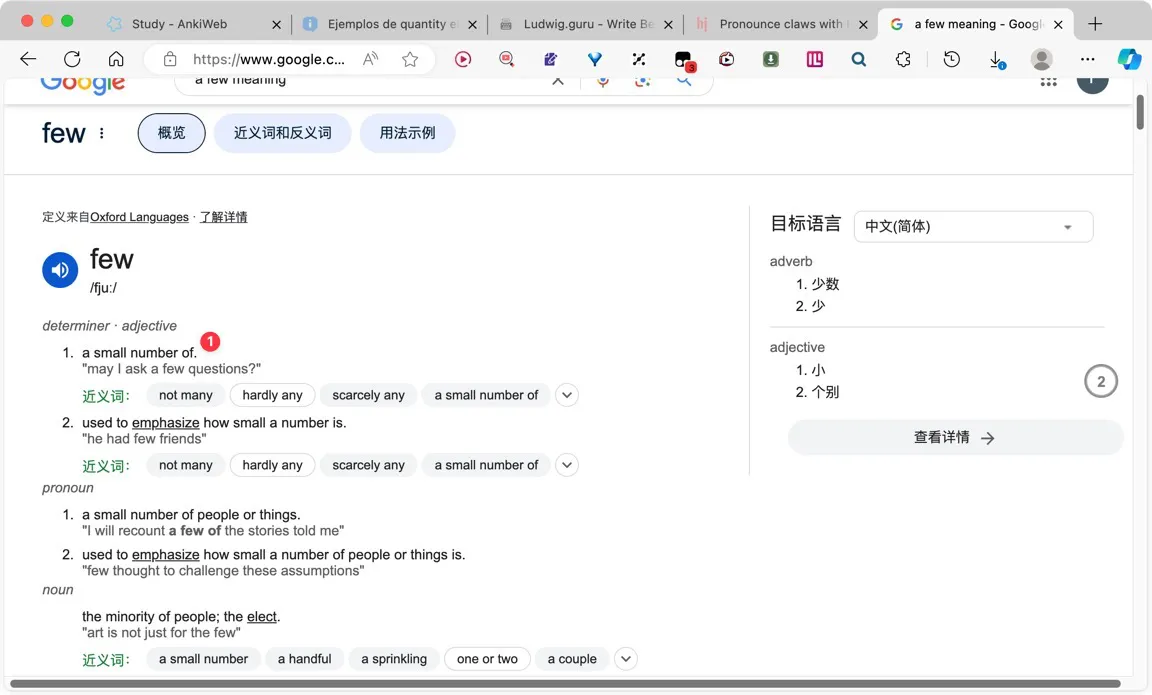 Study - AnkiWeb
Ejemplos de quantity e
Ludwig.guru - Write Be
Pronounce claws with
a few meaning - Google
https://www.google.c...
3
Google
a few meaning
few
概览
近义词和反义词
用法示例
定义来自Oxford Languages · 了解详情
few
/fjuː/
determiner · adjective
1. a small number of.
1
"may I ask a few questions?"
近义词：
not many
hardly any
scarcely any
a small number of
2. used to emphasize how small a number is.
"he had few friends"
近义词：
not many
hardly any
scarcely any
a small number of
pronoun
1. a small number of people or things.
"I will recount a few of the stories told me"
2. used to emphasize how small a number of people or things is.
"few thought to challenge these assumptions"
noun
the minority of people; the elect.
"art is not just for the few"
近义词：
a small number
a handful
a sprinkling
one or two
a couple
目标语言
中文(简体)
adverb
1. 少数
2. 少
adjective
1. 小
2. 个别
2
查看详情